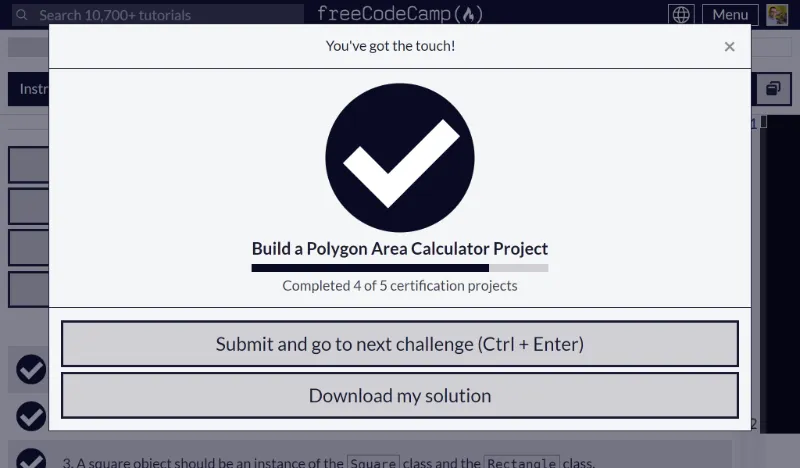 Search 10,700+ tutorials
freeCodeCamp
Menu
You've got the touch!
×
Instr
1
Build a Polygon Area Calculator Project
Completed 4 of 5 certification projects
Submit and go to next challenge (Ctrl + Enter)
Download my solution
2
3. A square object should be an instance of the Square class and the Rectangle class.